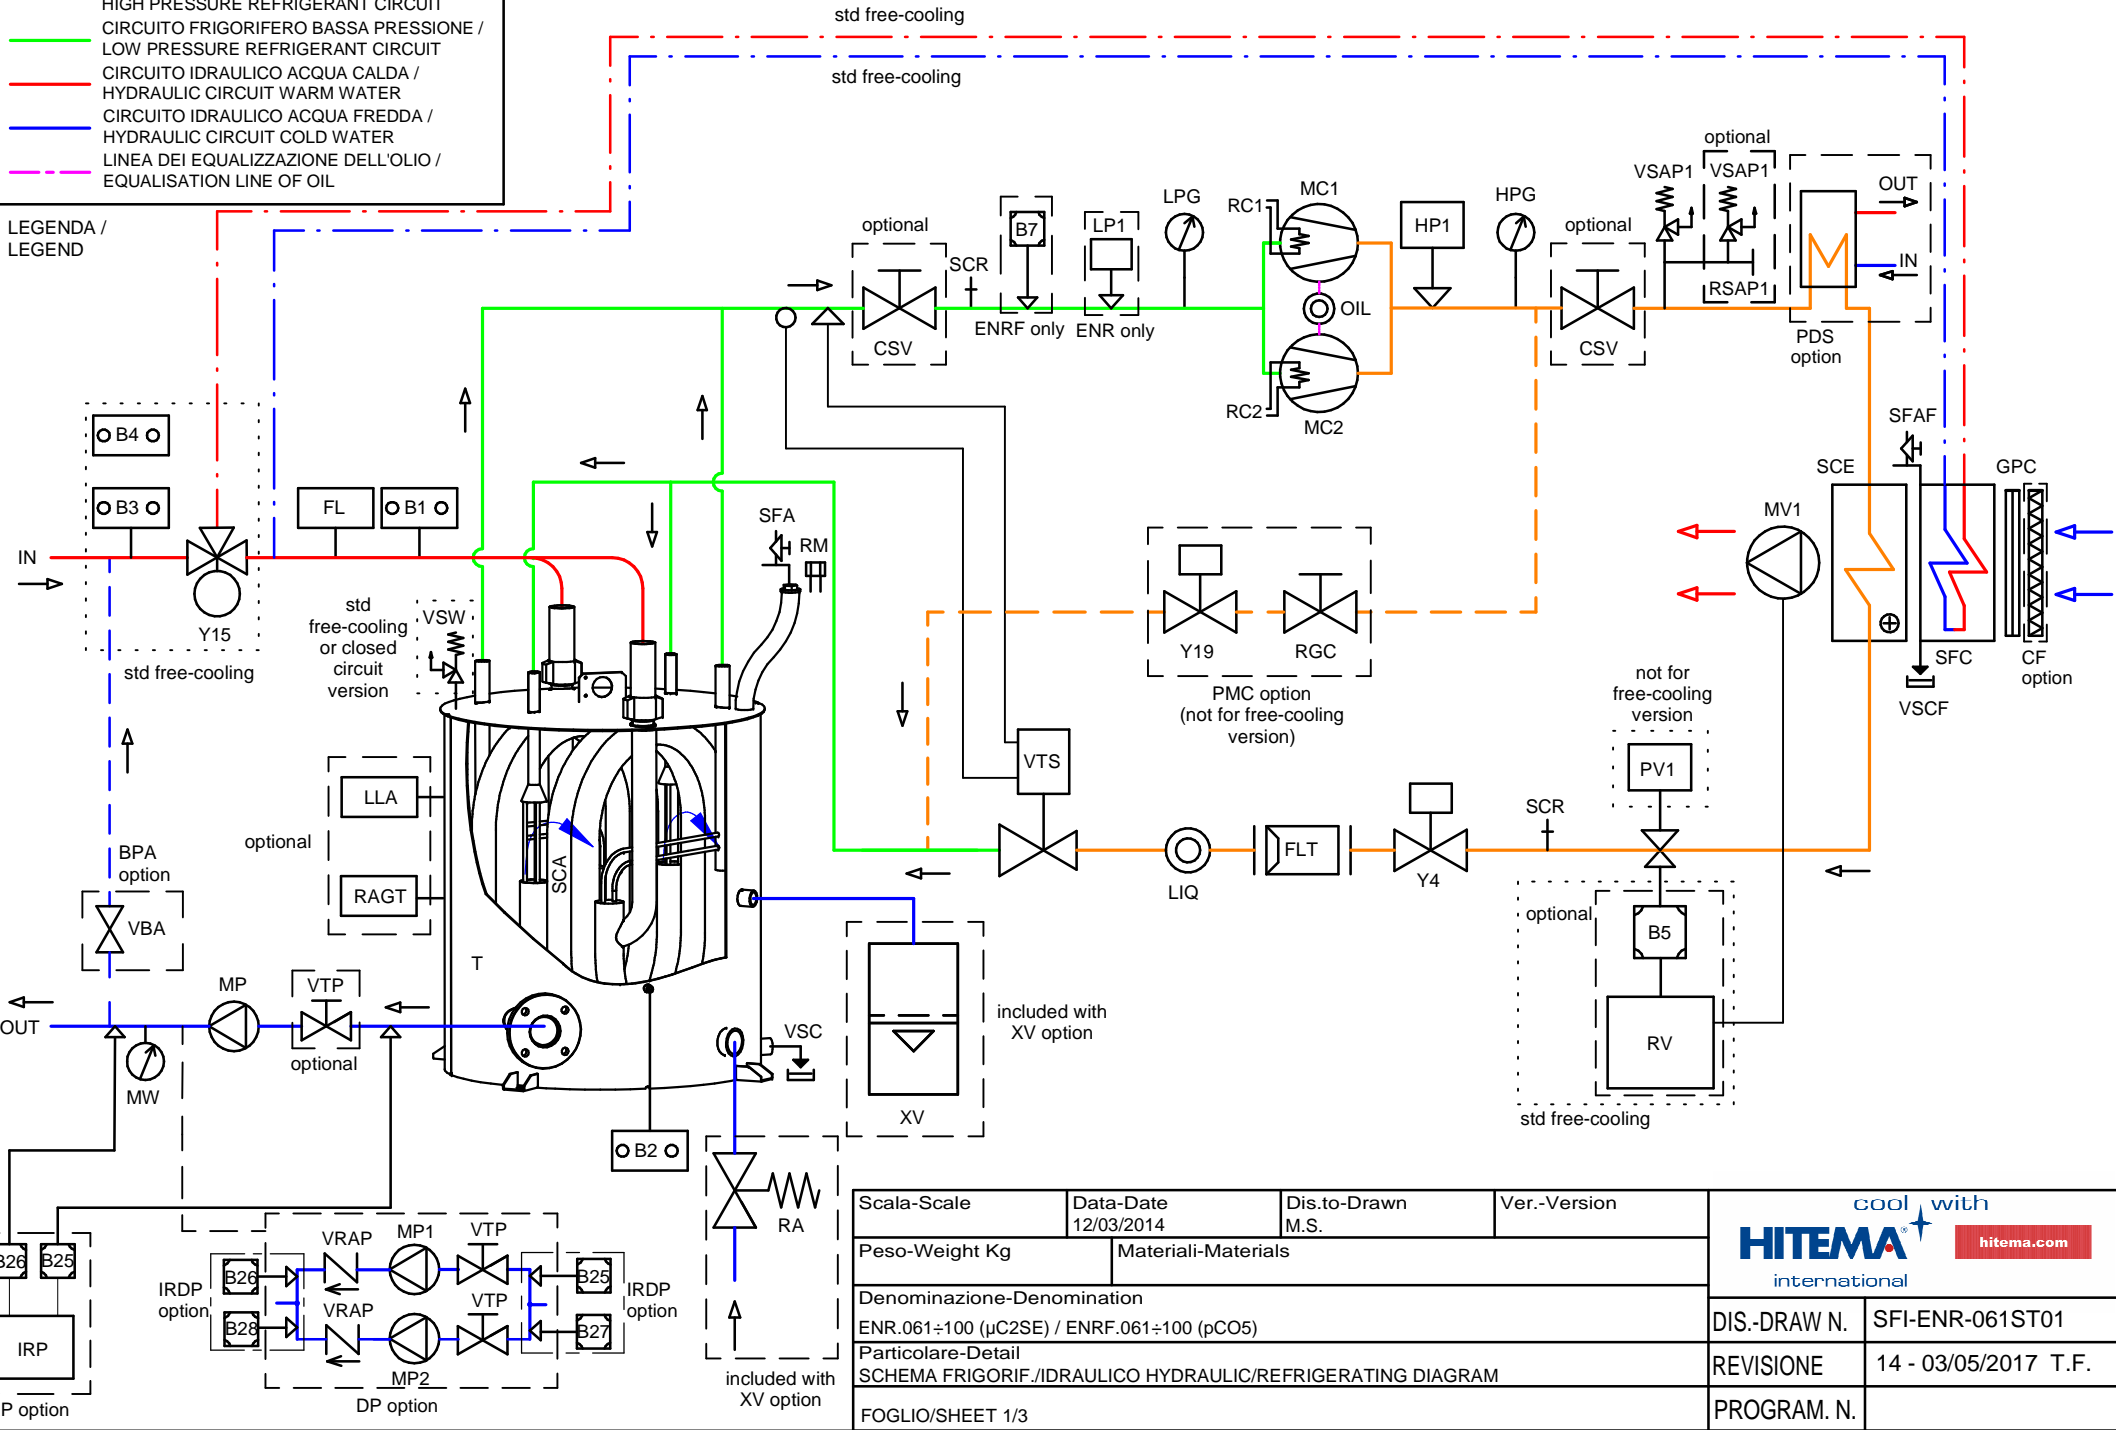 HIGH PRESSURE REFRIGERANT CIRCUIT
CIRCUITO FRIGORIFERO BASSA PRESSIONE /
LOW PRESSURE REFRIGERANT CIRCUIT
CIRCUITO IDRAULICO ACQUA CALDA /
HYDRAULIC CIRCUIT WARM WATER
CIRCUITO IDRAULICO ACQUA FREDDA /
HYDRAULIC CIRCUIT COLD WATER
LINEA DEI EQUALIZZAZIONE DELL'OLIO /
EQUALISATION LINE OF OIL
LEGENDA /
LEGEND
std free-cooling
std free-cooling
optional
CSV
SCR
B7
ENRF only
LP1
ENR only
LPG
RC1
MC1
OIL
RC2
MC2
HP1
HPG
optional
CSV
VSAP1
optional
VSAP1
RSAP1
OUT
IN
PDS
option
B4
B3
IN
Y15
std free-cooling
FL
B1
std
free-cooling
or closed
circuit
version
VSW
SFA
RM
Y19
RGC
PMC option
(not for free-cooling
version)
MV1
SCE
SFAF
GPC
SFC
CF
option
VSCF
not for
free-cooling
version
PV1
VTS
LIQ
FLT
Y4
SCR
optional
B5
RV
std free-cooling
optional
LLA
RAGT
SCA
T
BPA
option
VBA
OUT
MW
MP
VTP
optional
VSC
B2
XV
included with
XV option
RA
included with
XV option
B26
B25
IRP
P option
IRDP
option
B26
B28
VRAP
MP1
VTP
VRAP
MP2
VTP
B25
B27
IRDP
option
DP option
Scala-Scale
Data-Date
12/03/2014
Dis.to-Drawn
M.S.
Ver.-Version
Peso-Weight Kg
Materiali-Materials
Denominazione-Denomination
ENR.061÷100 (µC2SE) / ENRF.061÷100 (pCO5)
Particolare-Detail
SCHEMA FRIGORIF./IDRAULICO HYDRAULIC/REFRIGERATING DIAGRAM
FOGLIO/SHEET 1/3
cool with
HITEMA
international
hitema.com
DIS.-DRAW N.
SFI-ENR-061ST01
REVISIONE
14 - 03/05/2017 T.F.
PROGRAM. N.